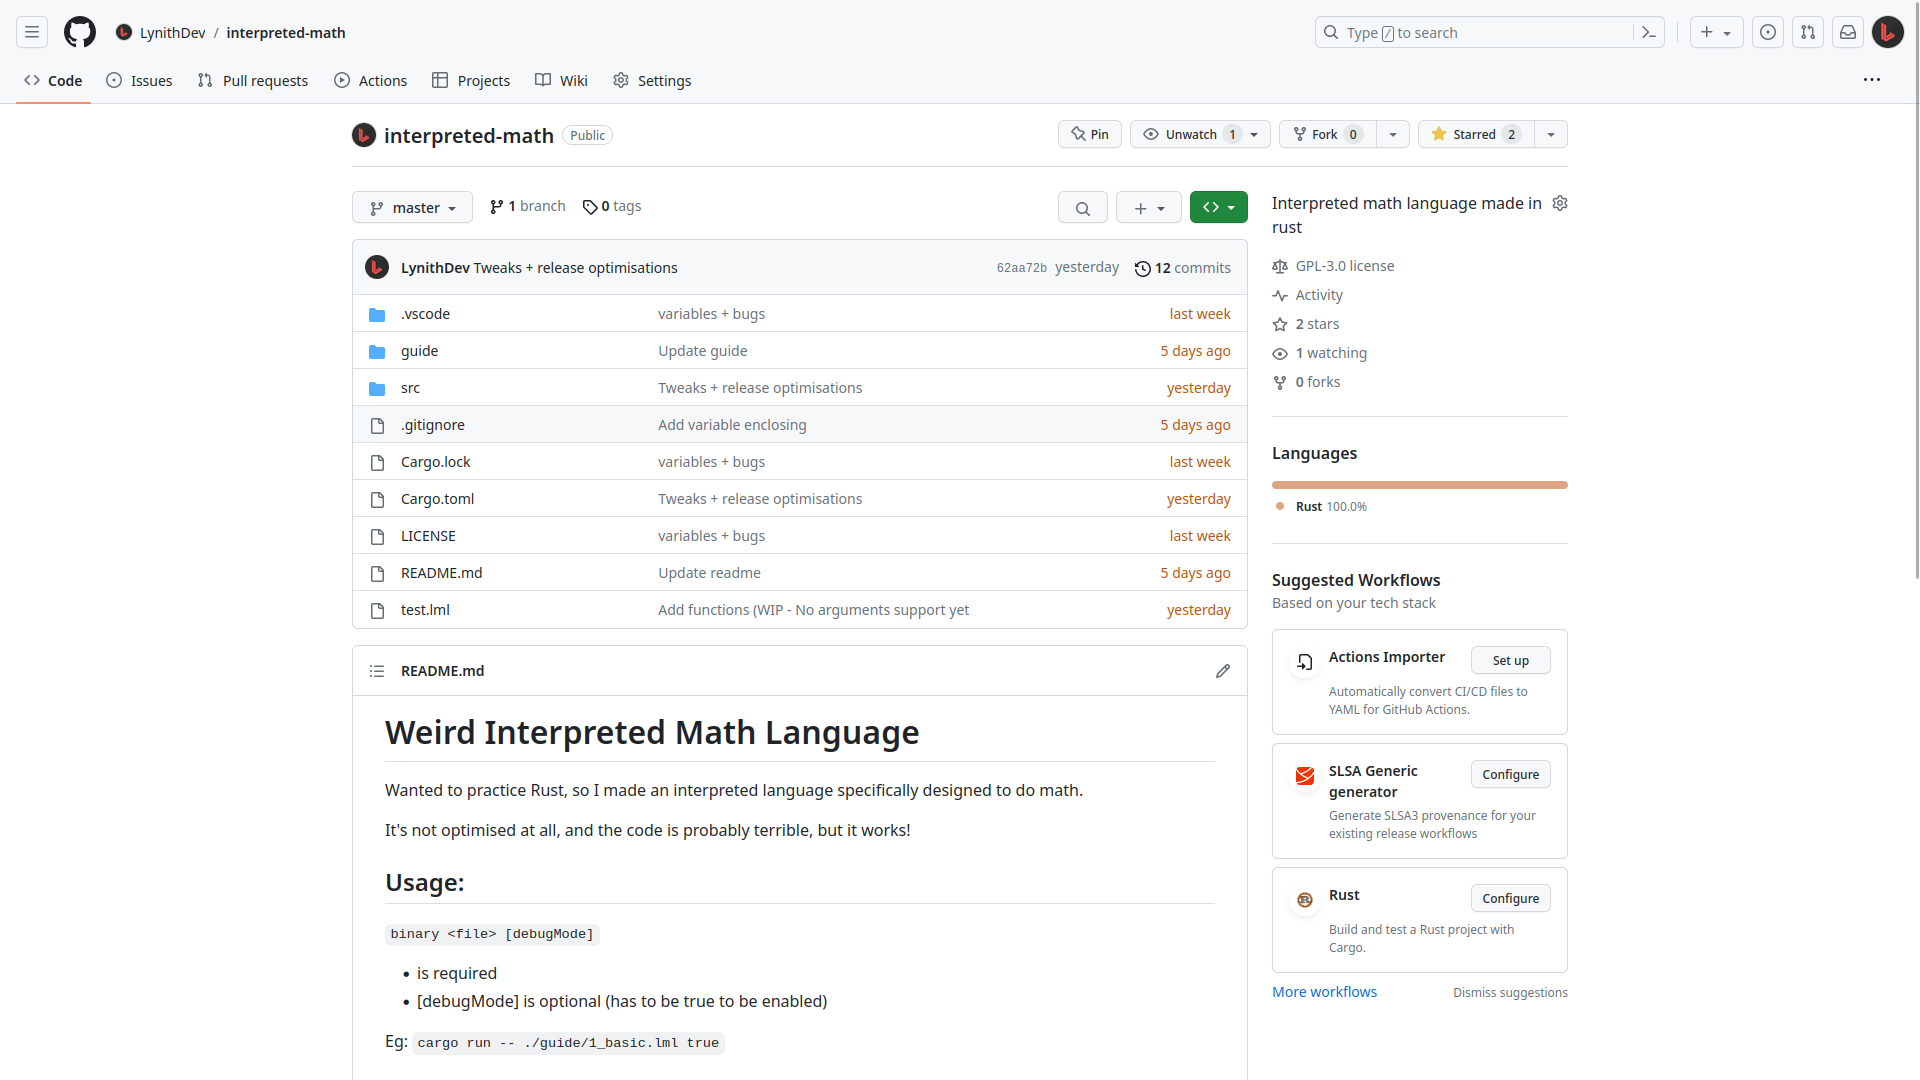 LynithDev / interpreted-math
Type / to search
Code Issues Pull requests Actions Projects Wiki Settings
interpreted-math Public
Pin Unwatch 1 Fork 0 Starred 2
master 1 branch 0 tags
LynithDev Tweaks + release optimisations 62aa72b yesterday 12 commits
.vscode variables + bugs last week
guide Update guide 5 days ago
src Tweaks + release optimisations yesterday
.gitignore Add variable enclosing 5 days ago
Cargo.lock variables + bugs last week
Cargo.toml Tweaks + release optimisations yesterday
LICENSE variables + bugs last week
README.md Update readme 5 days ago
test.lml Add functions (WIP - No arguments support yet yesterday
README.md
Weird Interpreted Math Language
Wanted to practice Rust, so I made an interpreted language specifically designed to do math.
It's not optimised at all, and the code is probably terrible, but it works!
Usage:
binary <file> [debugMode]
is required
[debugMode] is optional (has to be true to be enabled)
Eg: cargo run -- ./guide/1_basic.lml true
Interpreted math language made in
rust
GPL-3.0 license
Activity
2 stars
1 watching
0 forks
Languages
Rust 100.0%
Suggested Workflows
Based on your tech stack
Actions Importer Set up
Automatically convert CI/CD files to
YAML for GitHub Actions.
SLSA Generic
generator
Configure
Generate SLSA3 provenance for your
existing release workflows
Rust Configure
Build and test a Rust project with
Cargo.
More workflows Dismiss suggestions